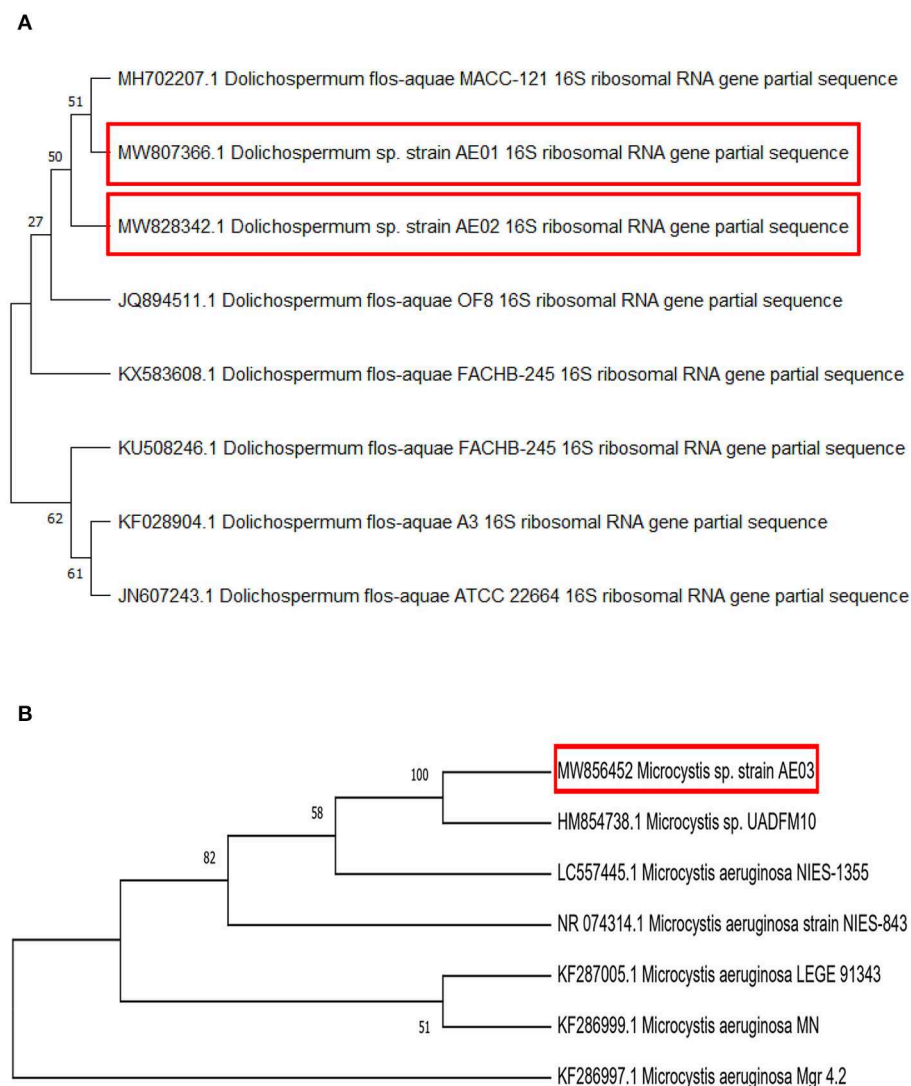 A
MH702207.1 Dolichospermum flos-aquae MACC-121 16S ribosomal RNA gene partial sequence
51
MW807366.1 Dolichospermum sp. strain AE01 16S ribosomal RNA gene partial sequence
50
MW828342.1 Dolichospermum sp. strain AE02 16S ribosomal RNA gene partial sequence
27
JQ894511.1 Dolichospermum flos-aquae OF8 16S ribosomal RNA gene partial sequence
KX583608.1 Dolichospermum flos-aquae FACHB-245 16S ribosomal RNA gene partial sequence
KU508246.1 Dolichospermum flos-aquae FACHB-245 16S ribosomal RNA gene partial sequence
62
KF028904.1 Dolichospermum flos-aquae A3 16S ribosomal RNA gene partial sequence
61
JN607243.1 Dolichospermum flos-aquae ATCC 22664 16S ribosomal RNA gene partial sequence
B
100
MW856452 Microcystis sp. strain AE03
58
HM854738.1 Microcystis sp. UADFM10
82
LC557445.1 Microcystis aeruginosa NIES-1355
NR 074314.1 Microcystis aeruginosa strain NIES-843
KF287005.1 Microcystis aeruginosa LEGE 91343
51
KF286999.1 Microcystis aeruginosa MN
KF286997.1 Microcystis aeruginosa Mgr 4.2